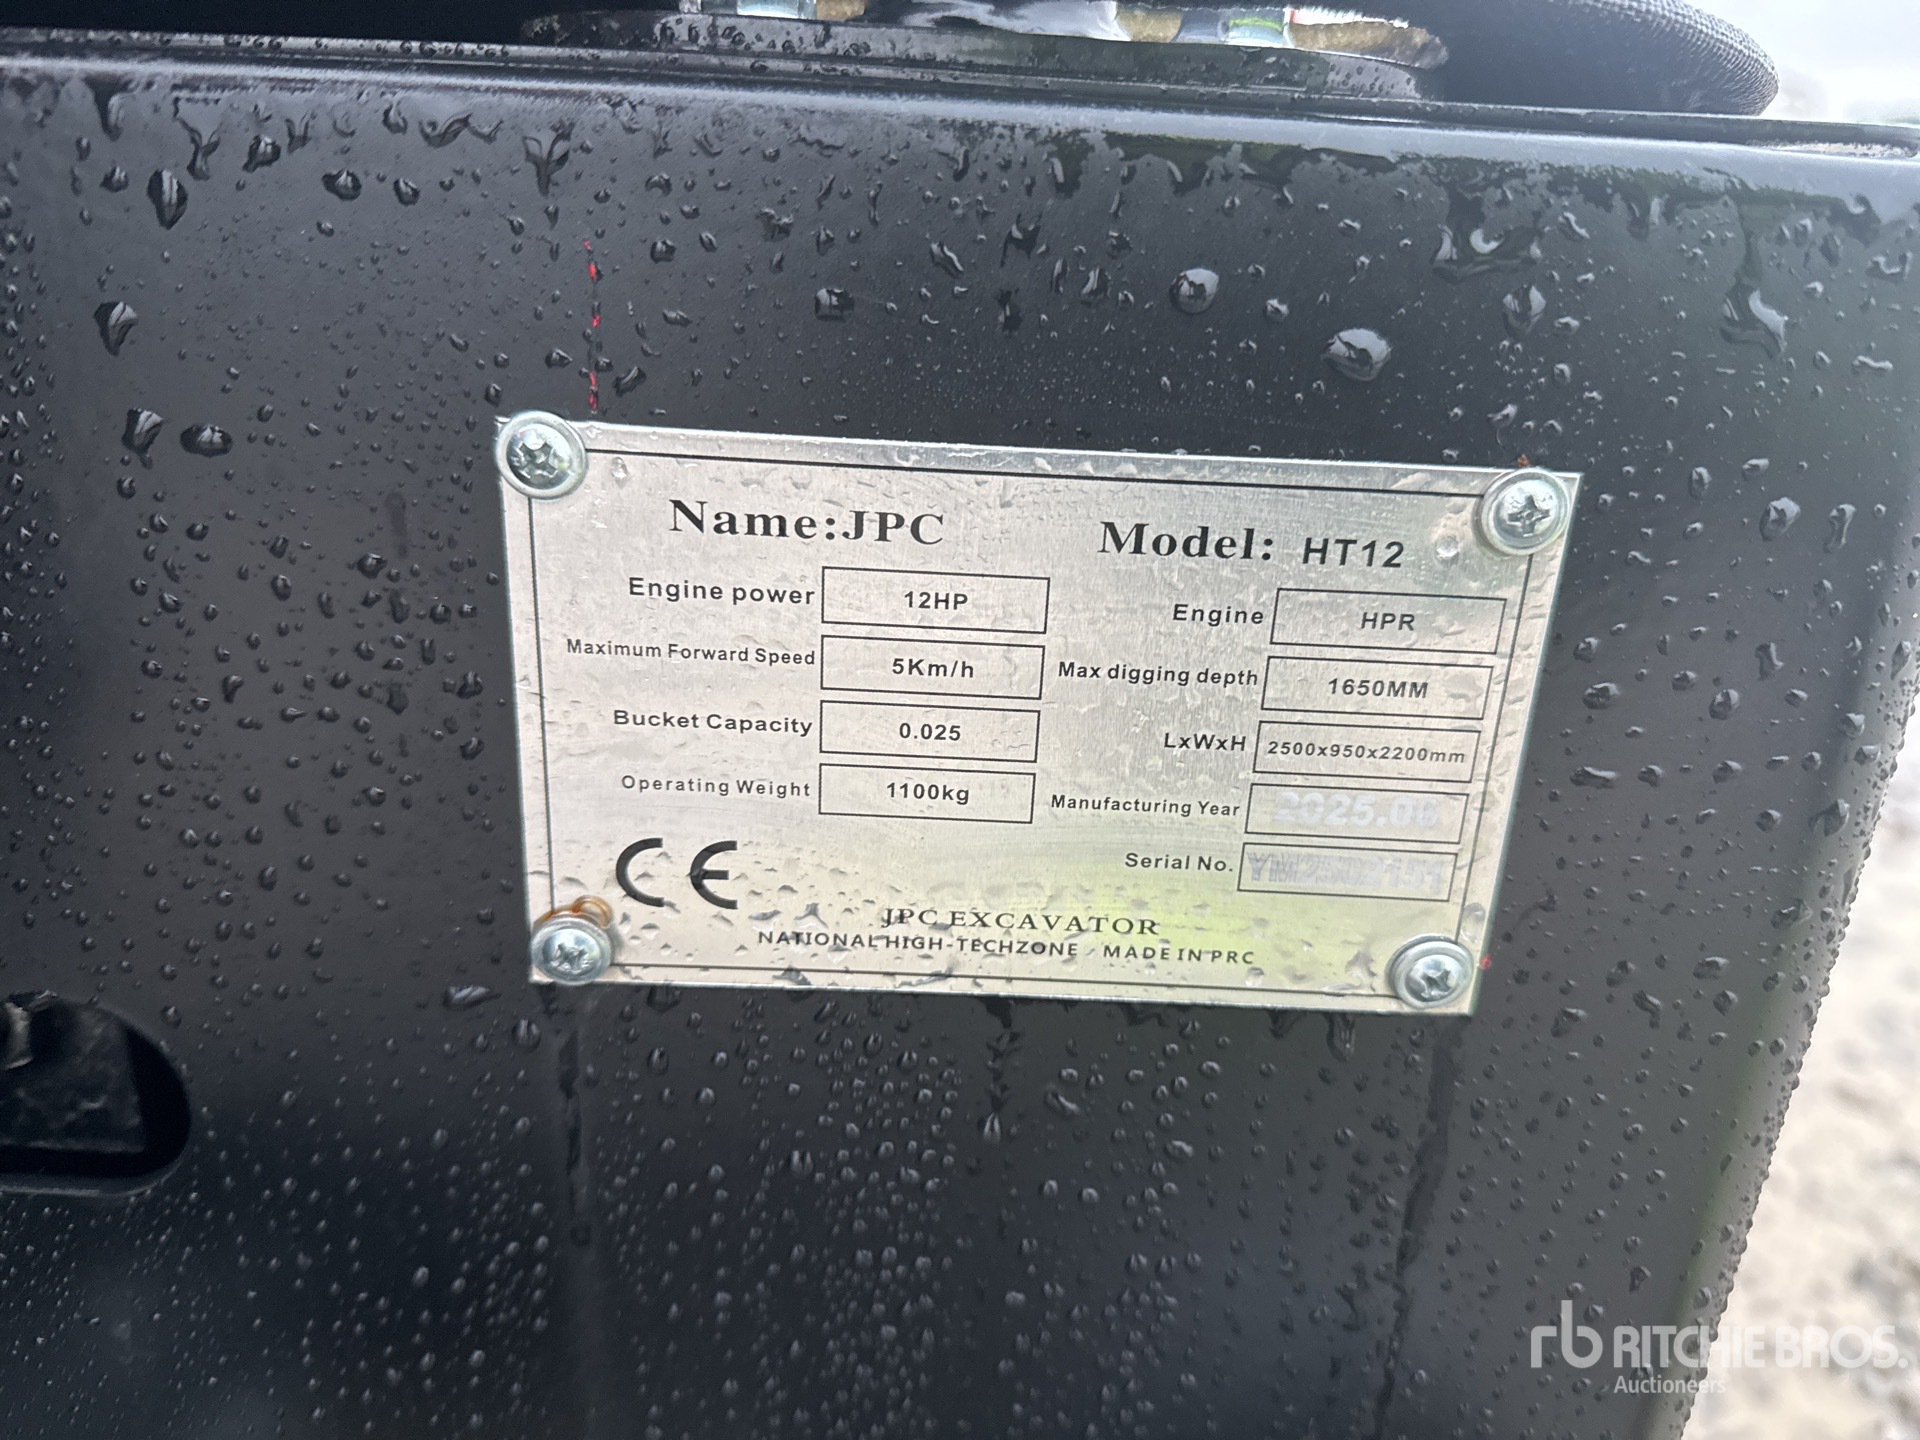 Name:JPC Model: HT12
Engine power 12HP Engine HPR
Maximum Forward Speed 5Km/h Max digging depth 1650MM
Bucket Capacity 0.025 LxWxH 2500x950x2200mm
Operating Weight 1100kg Manufacturing Year
Serial No.
CE
JPC EXCAVATOR
NATIONAL HIGH-TECHZONE MADE IN PRC
rb RITCHIE BROS.
Auctioneers